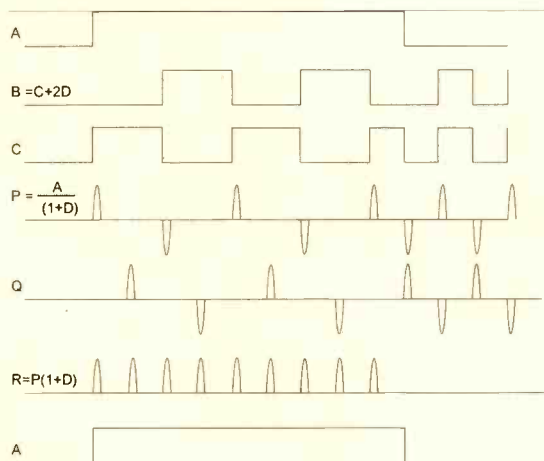 A
B =C+2D
C
P = A
(1+D)
Q
R=P(1+D)
A